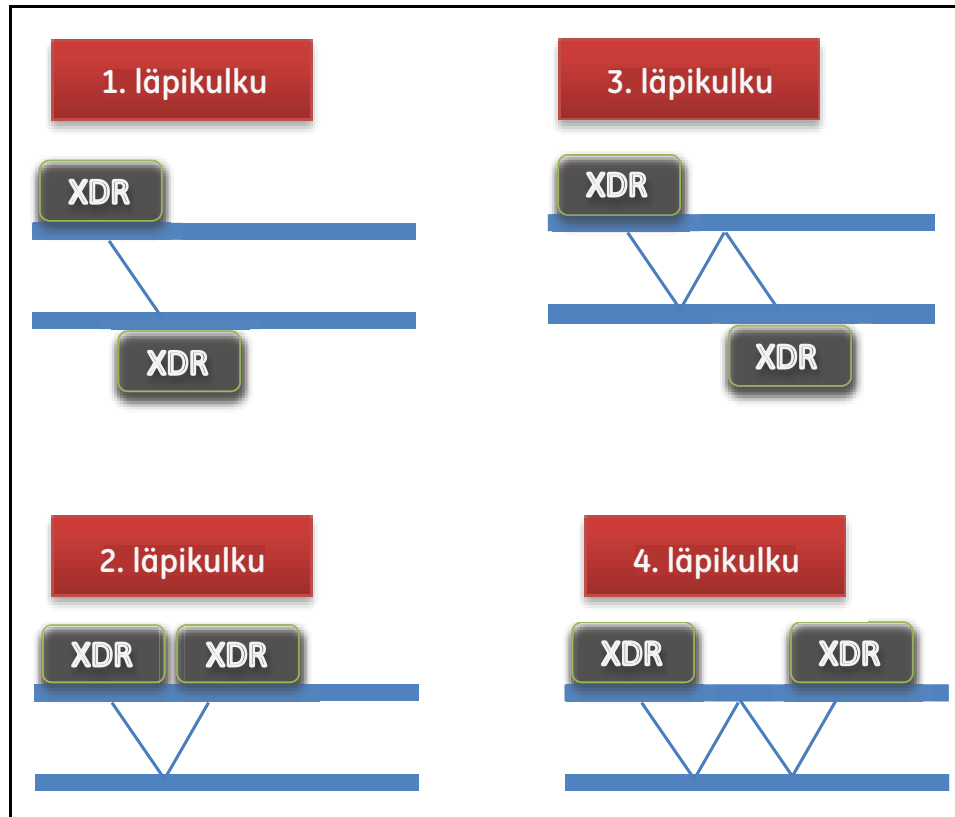 1. läpikulku
3. läpikulku
XDR
XDR
XDR
XDR
2. läpikulku
4. läpikulku
XDR
XDR
XDR
XDR